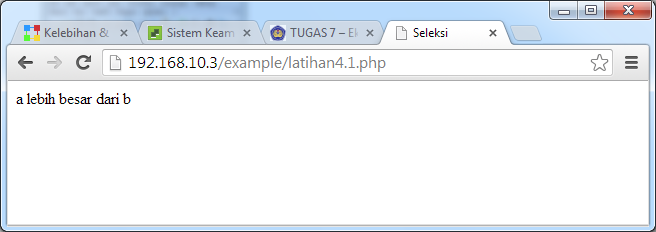 Kelebihan &
Sistem Keam
TUGAS 7 – Ek
Seleksi
192.168.10.3/example/latihan4.1.php
a lebih besar dari b